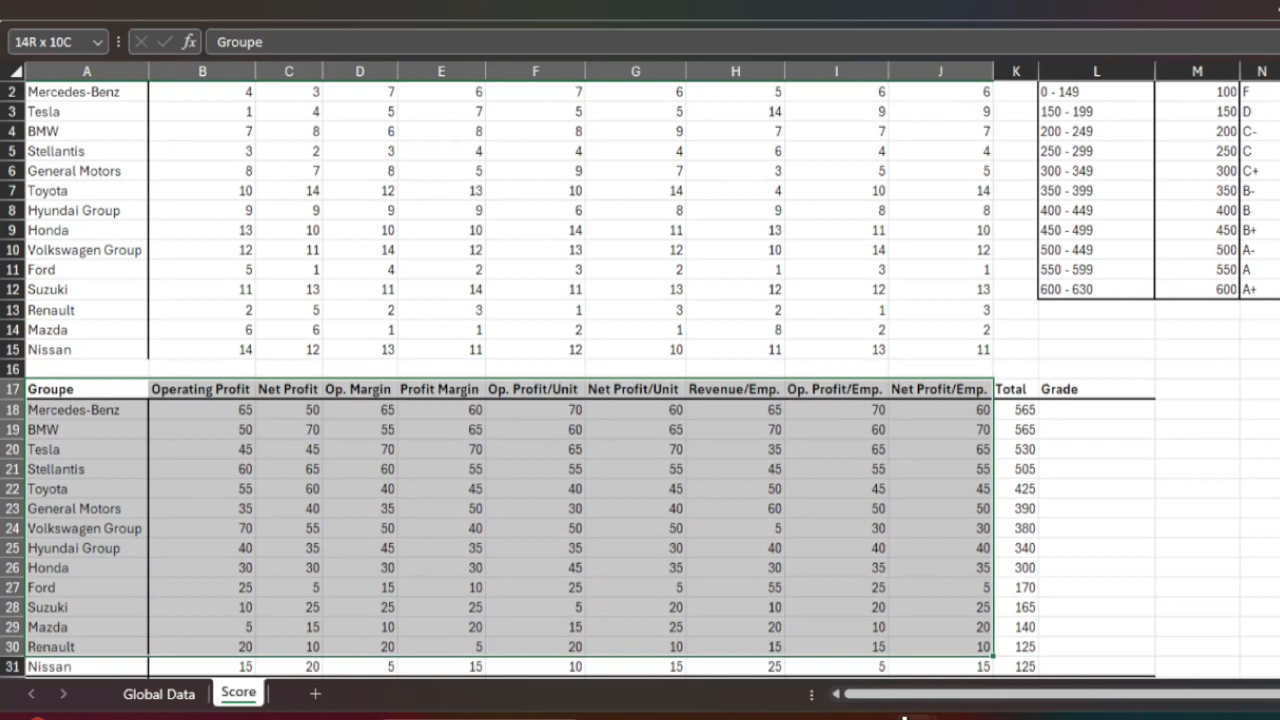 14R x 10C fx Groupe
A B C D E F G H I J K L M N
2 Mercedes-Benz 4 3 7 6 7 6 5 6 6 0 - 149 100 F
3 Tesla 1 4 5 7 5 5 14 9 9 150 - 199 150 D
4 BMW 7 8 6 8 8 9 7 7 7 200 - 249 200 C-
5 Stellantis 3 2 3 4 4 4 6 4 4 250 - 299 250 C
6 General Motors 8 7 8 5 9 7 3 5 5 300 - 349 300 C+
7 Toyota 10 14 12 13 10 14 4 10 14 350 - 399 350 B-
8 Hyundai Group 9 9 9 9 6 8 9 8 8 400 - 449 400 B
9 Honda 13 10 10 10 14 11 13 11 10 450 - 499 450 B+
10 Volkswagen Group 12 11 14 12 13 12 10 14 12 500 - 449 500 A-
11 Ford 5 1 4 2 3 2 1 3 1 550 - 599 550 A
12 Suzuki 11 13 11 14 11 13 12 12 13 600 - 630 600 A+
13 Renault 2 5 2 3 1 3 2 1 3
14 Mazda 6 6 1 1 2 1 8 2 2
15 Nissan 14 12 13 11 12 10 11 13 11
16
17 Groupe Operating Profit Net Profit Op. Margin Profit Margin Op. Profit/Unit Net Profit/Unit Revenue/Emp. Op. Profit/Emp. Net Profit/Emp. Total Grade
18 Mercedes-Benz 65 50 65 60 70 60 65 70 60 565
19 BMW 50 70 55 65 60 65 70 60 70 565
20 Tesla 45 45 70 70 65 70 35 65 65 530
21 Stellantis 60 65 60 55 55 55 45 55 55 505
22 Toyota 55 60 40 45 40 45 50 45 45 425
23 General Motors 35 40 35 50 30 40 60 50 50 390
24 Volkswagen Group 70 55 50 40 50 50 5 30 30 380
25 Hyundai Group 40 35 45 35 35 30 40 40 40 340
26 Honda 30 30 30 30 45 35 30 35 35 300
27 Ford 25 5 15 10 25 5 55 25 5 170
28 Suzuki 10 25 25 25 5 20 10 20 25 165
29 Mazda 5 15 10 20 15 25 20 10 20 140
30 Renault 20 10 20 5 20 10 15 15 10 125
31 Nissan 15 20 5 15 10 15 25 5 15 125
Global Data Score